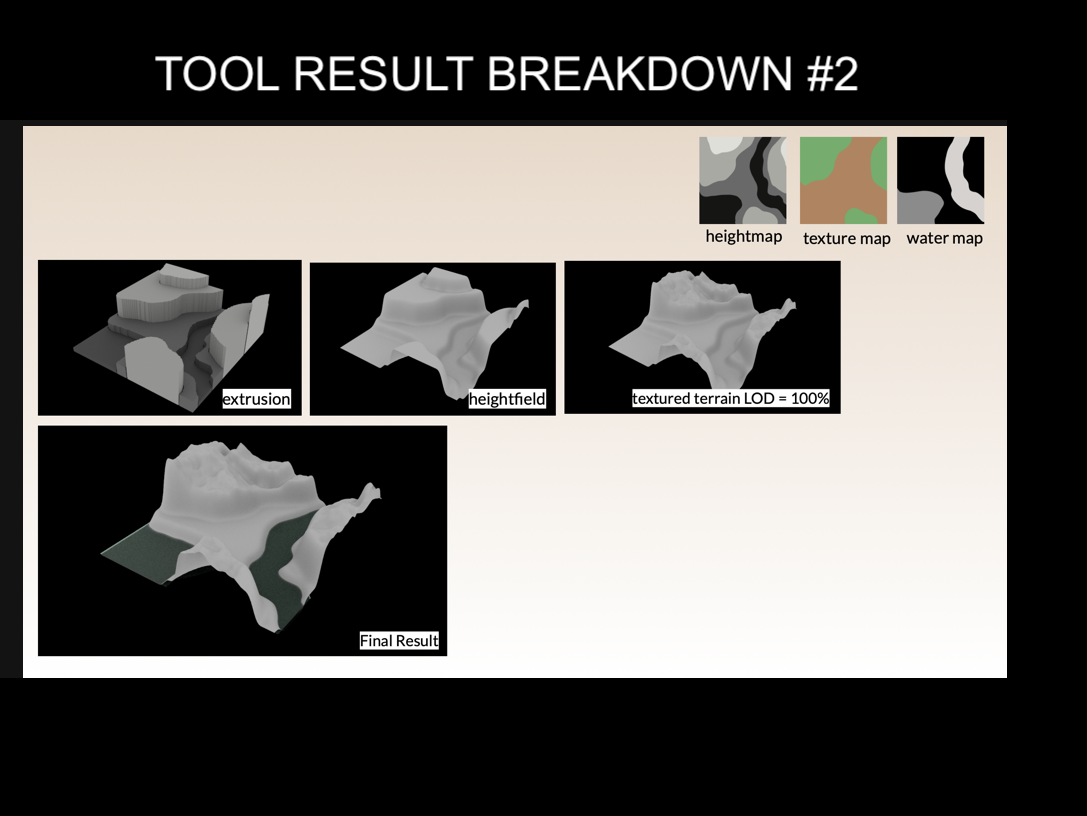 TOOL RESULT BREAKDOWN #2
heightmap
texture map
water map
extrusion
heightfield
textured terrain LOD = 100%
Final Result